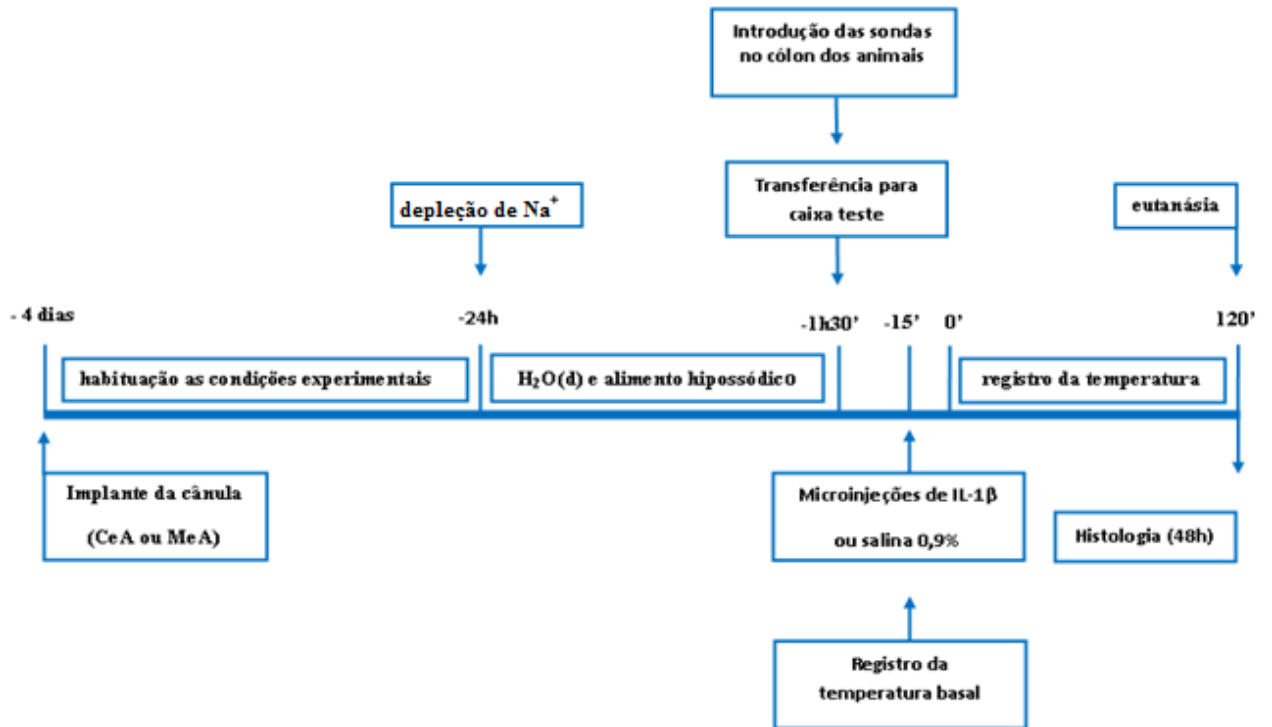 Introdução das sondas
no cólon dos animais
Transferência para
caixa teste
depleção de Na⁺
eutanásia
- 4 dias
-24h
-1h30’
-15’
0’
120’
habituação as condições experimentais
H₂O(d) e alimento hipossódico
registro da temperatura
Implante da cânula
(CeA ou MeA)
Microinjeções de IL-1β
ou salina 0,9%
Histologia (48h)
Registro da
temperatura basal